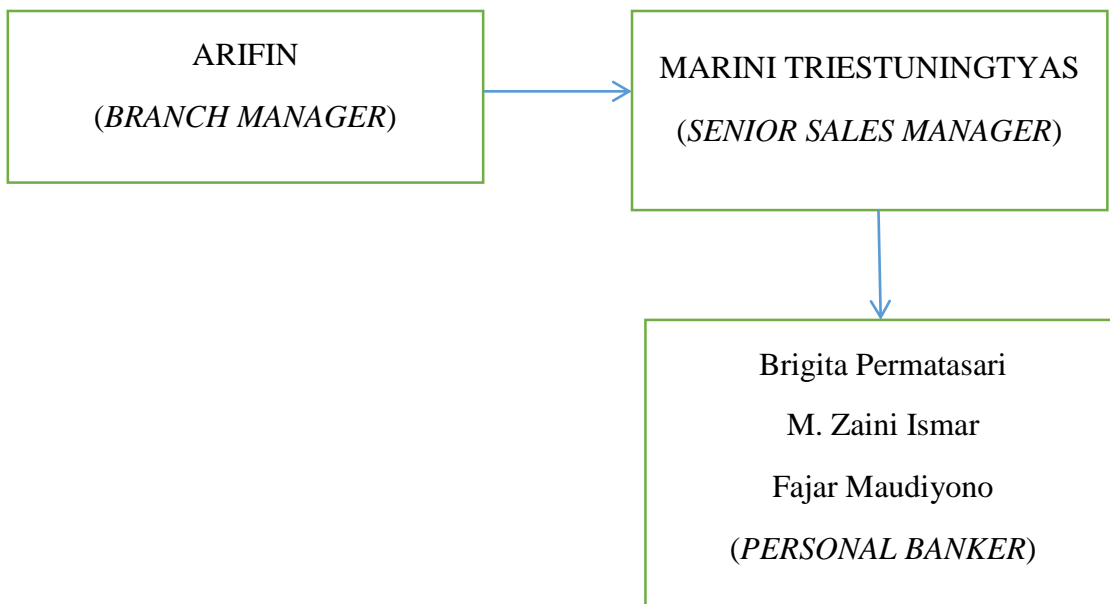 ARIFIN
(BRANCH MANAGER)
MARINI TRIESTUNINGTYAS
(SENIOR SALES MANAGER)
Brigita Permatasari
M. Zaini Ismar
Fajar Maudiyono
(PERSONAL BANKER)